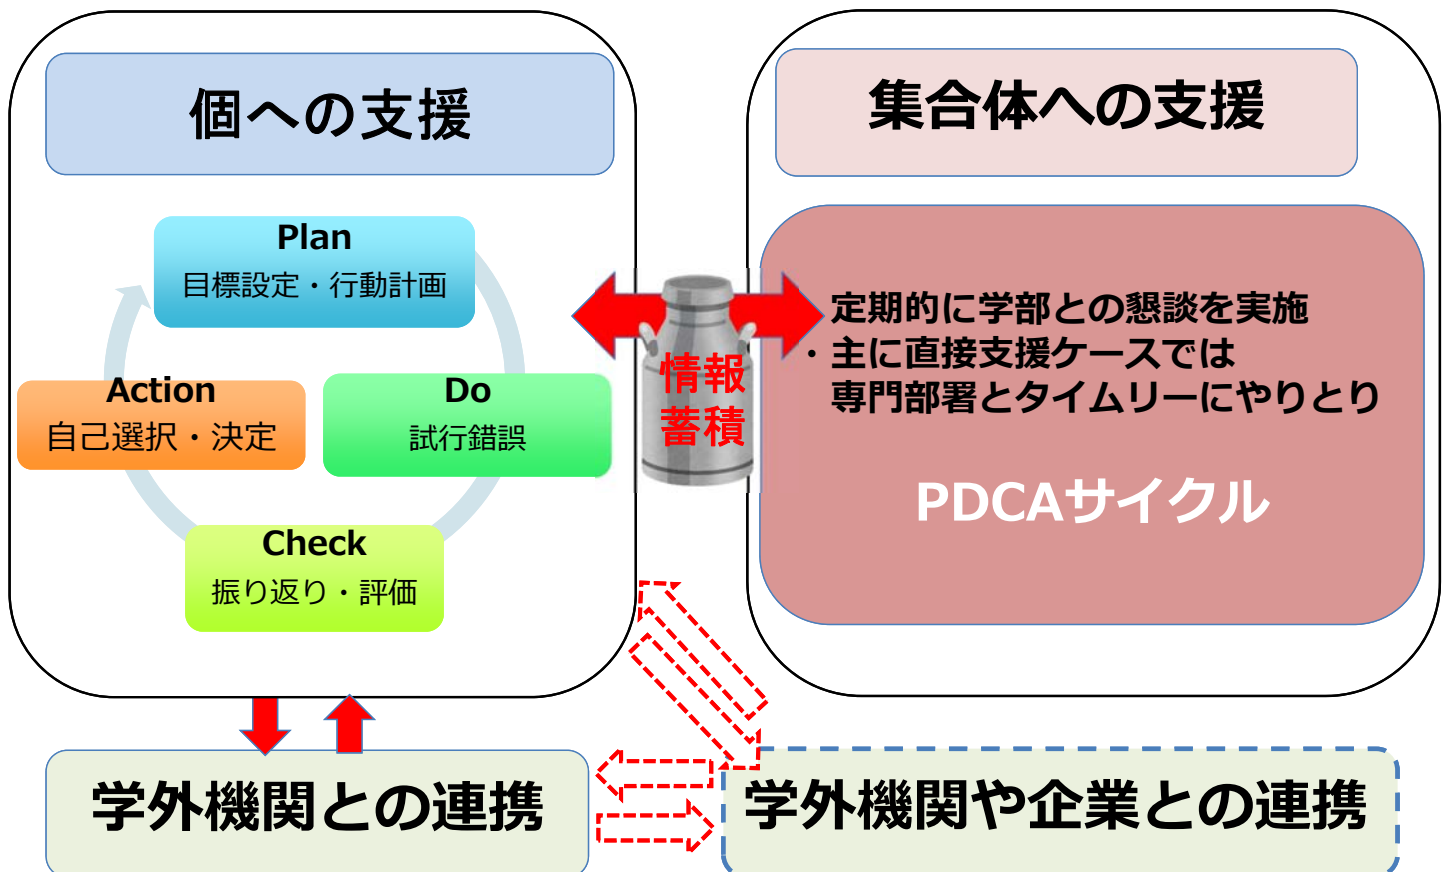 個への支援
Plan
目標設定・行動計画
Action
自己選択・決定
Do
試行錯誤
Check
振り返り・評価
情報
蓄積
集合体への支援
定期的に学部との懇談を実施
・主に直接支援ケースでは
専門部署とタイムリーにやりとり
PDCAサイクル
学外機関との連携
学外機関や企業との連携